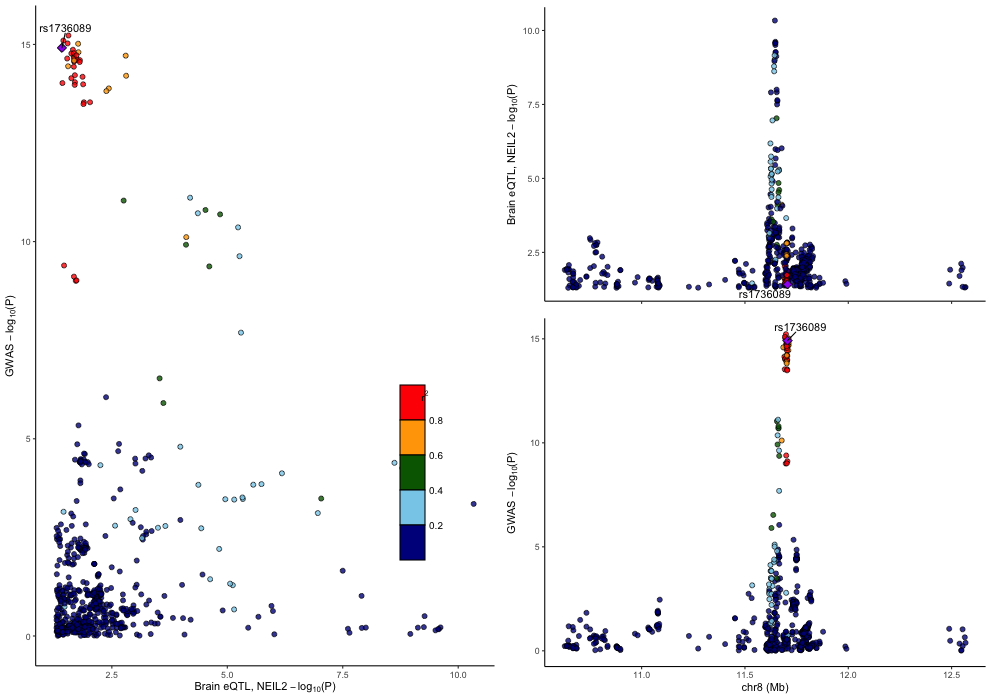 rs1736089
15
10
5
0
GWAS − log10(P)
2.5
5.0
7.5
10.0
Brain eQTL, NEIL2 − log10(P)
r²
0.8
0.6
0.4
0.2
10.0
7.5
5.0
2.5
Brain eQTL, NEIL2 − log10(P)
rs1736089
rs1736089
15
10
5
0
GWAS − log10(P)
11.0
11.5
12.0
12.5
chr8 (Mb)